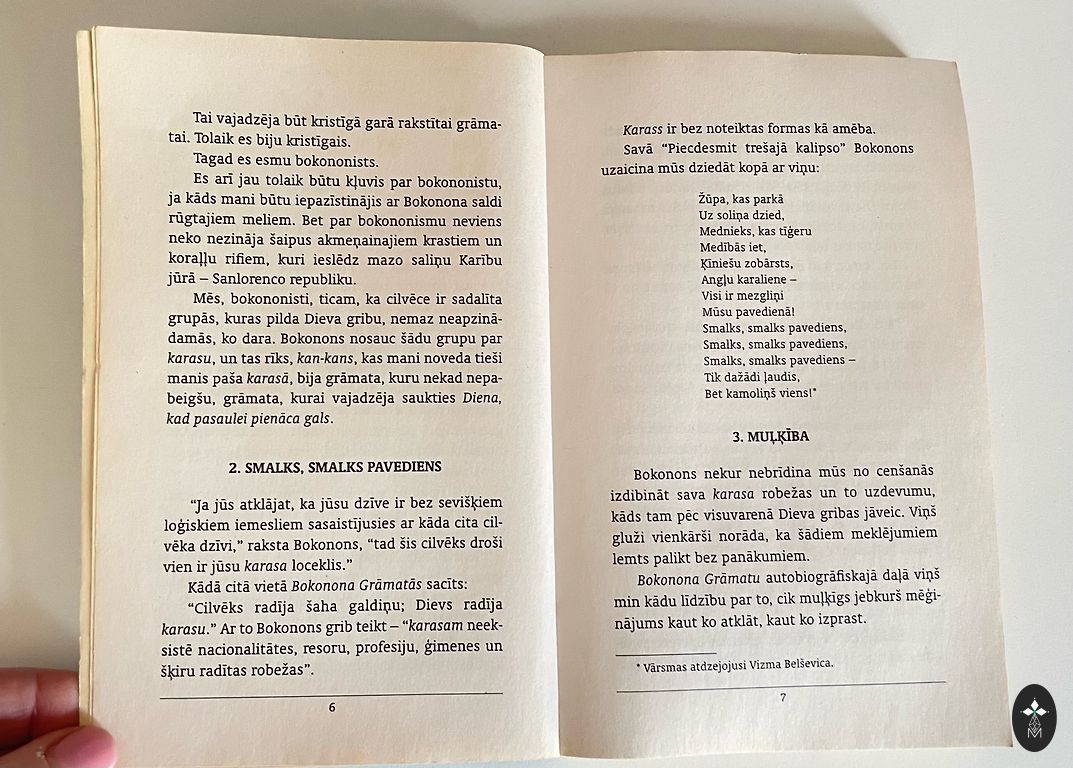 Tai vajadzēja būt kristīgā garā rakstītai grāma-
tai. Tolaik es biju kristīgais.
Tagad es esmu bokononists.
Es arī jau tolaik būtu kļuvis par bokononistu,
ja kāds mani būtu iepazīstinājis ar Bokonona saldi
rūgtajiem meliem. Bet par bokononismu neviens
neko nezināja šaipus akmeņainajiem krastiem un
koraļļu rifiem, kuri ieslēdz mazo saliņu Karību
jūrā – Sanlorenco republiku.
Mēs, bokononisti, ticam, ka cilvēce ir sadalīta
grupās, kuras pilda Dieva gribu, nemaz neapzinā-
damās, ko dara. Bokonons nosauc šādu grupu par
karasu, un tas rīks, kan-kans, kas mani noveda tieši
manis paša karasā, bija grāmata, kuru nekad nepa-
beigšu, grāmata, kurai vajadzēja saukties Diena,
kad pasaulei pienāca gals.
2. SMALKS, SMALKS PAVEDIENS
“Ja jūs atklājat, ka jūsu dzīve ir bez sevišķiem
loģiskiem iemesliem sasaistījusies ar kāda cita cil-
vēka dzīvi,” raksta Bokonons, “tad šis cilvēks droši
vien ir jūsu karasa loceklis.”
Kādā citā vietā Bokonona Grāmatās sacīts:
“Cilvēks radīja šaha galdiņu; Dievs radīja
karasu.” Ar to Bokonons grib teikt – “karasam neek-
sistē nacionalitātes, resoru, profesiju, ģimenes un
šķiru radītas robežas”.
6
Karass ir bez noteiktas formas kā amēba.
Savā “Piecdesmit trešajā kalipso” Bokonons
uzaicina mūs dziedāt kopā ar viņu:
Žūpa, kas parkā
Uz soliņa dzied,
Mednieks, kas tīģeru
Medībās iet,
Ķīniešu zobārsts,
Angļu karaliene –
Visi ir mezgliņi
Mūsu pavedienā!
Smalks, smalks pavediens,
Smalks, smalks pavediens,
Smalks, smalks pavediens –
Tik dažādi ļaudis,
Bet kamoliņš viens!*
3. MUĻĶĪBA
Bokonons nekur nebrīdina mūs no cenšanās
izdibināt sava karasa robežas un to uzdevumu,
kāds tam pēc visuvarenā Dieva gribas jāveic. Viņš
gluži vienkārši norāda, ka šādiem meklējumiem
lemts palikt bez panākumiem.
Bokonona Grāmatu autobiogrāfiskajā daļā viņš
min kādu līdzību par to, cik muļķīgs jebkurš mēģi-
nājums kaut ko atklāt, kaut ko izprast.
* Vārsmas atdzejojusi Vizma Belševica.
7
M